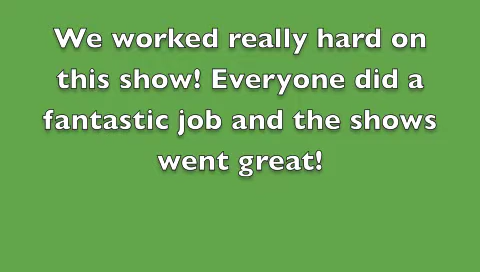 We worked really hard on
this show! Everyone did a
fantastic job and the shows
went great!